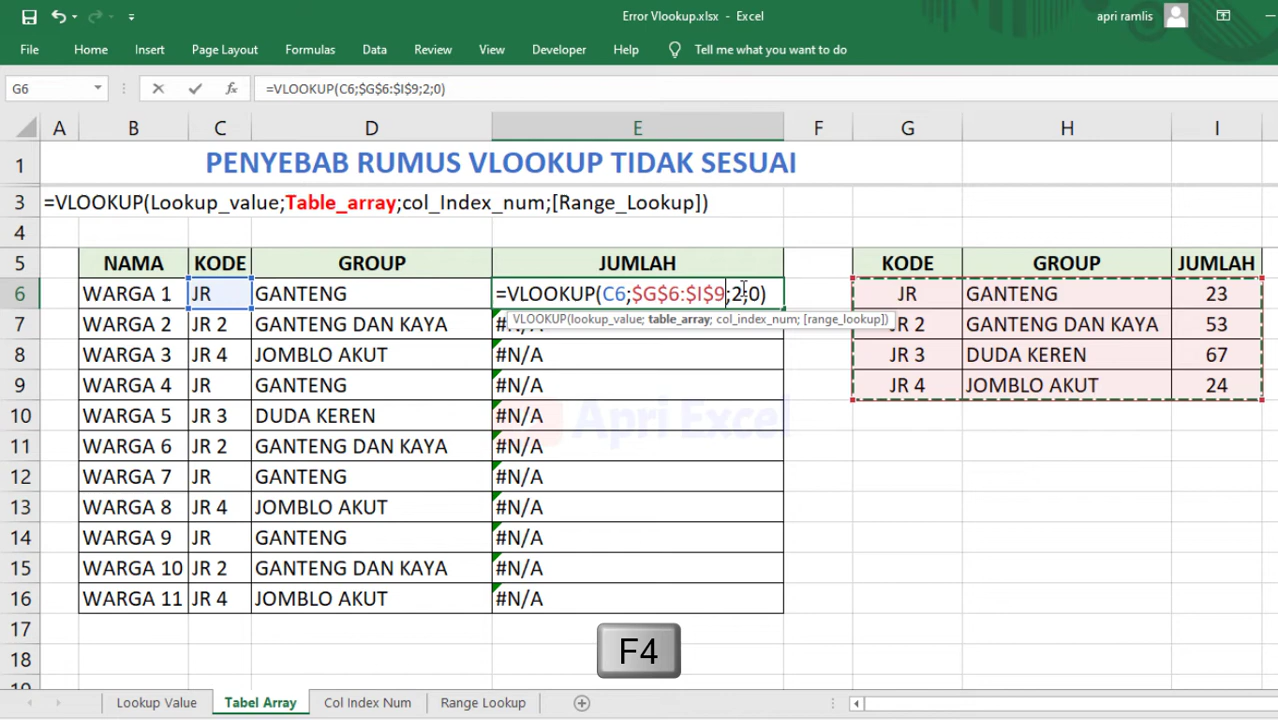 Error Vlookup.xlsx - Excel
apri ramlis
File Home Insert Page Layout Formulas Data Review View Developer Help Tell me what you want to do
G6 fx =VLOOKUP(C6;$G$6:$I$9;2;0)
A B C D E F G H I
1 PENYEBAB RUMUS VLOOKUP TIDAK SESUAI
3 =VLOOKUP(Lookup_value;Table_array;col_Index_num;[Range_Lookup])
4
5 NAMA KODE GROUP JUMLAH KODE GROUP JUMLAH
6 WARGA 1 JR GANTENG =VLOOKUP(C6;$G$6:$I$9;2;0) JR GANTENG 23
VLOOKUP(lookup_value; table_array; col_index_num; [range_lookup])
7 WARGA 2 JR 2 GANTENG DAN KAYA #N/A JR 2 GANTENG DAN KAYA 53
8 WARGA 3 JR 4 JOMBLO AKUT #N/A JR 3 DUDA KEREN 67
9 WARGA 4 JR GANTENG #N/A JR 4 JOMBLO AKUT 24
10 WARGA 5 JR 3 DUDA KEREN #N/A
Apri Excel
11 WARGA 6 JR 2 GANTENG DAN KAYA #N/A
12 WARGA 7 JR GANTENG #N/A
13 WARGA 8 JR 4 JOMBLO AKUT #N/A
14 WARGA 9 JR GANTENG #N/A
15 WARGA 10 JR 2 GANTENG DAN KAYA #N/A
16 WARGA 11 JR 4 JOMBLO AKUT #N/A
17
F4
18
Lookup Value Tabel Array Col Index Num Range Lookup